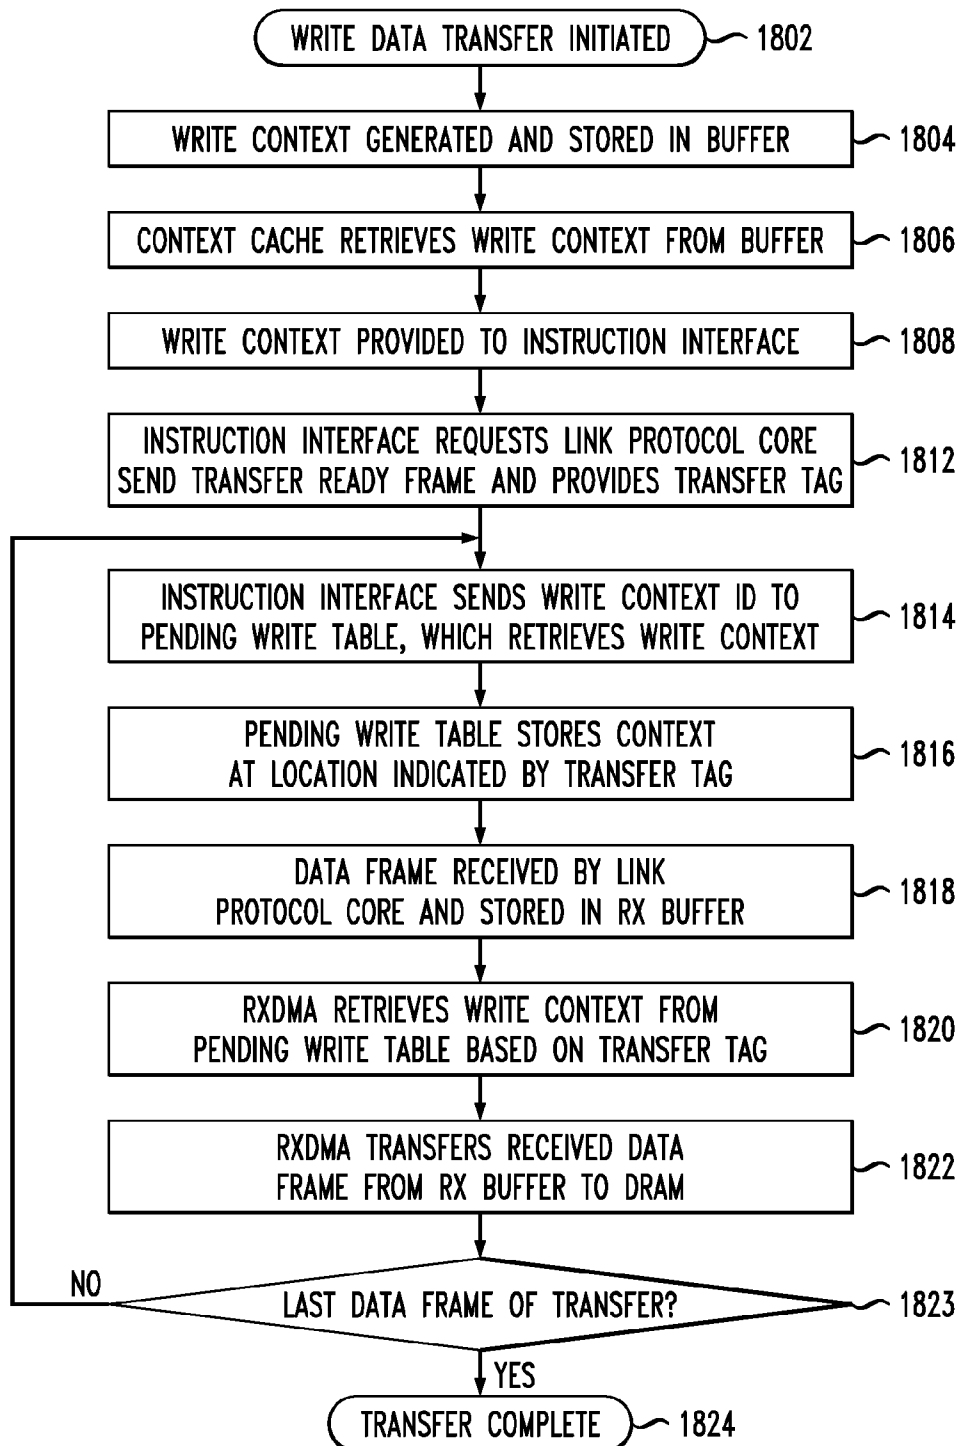 WRITE DATA TRANSFER INITIATED 1802
WRITE CONTEXT GENERATED AND STORED IN BUFFER 1804
CONTEXT CACHE RETRIEVES WRITE CONTEXT FROM BUFFER 1806
WRITE CONTEXT PROVIDED TO INSTRUCTION INTERFACE 1808
INSTRUCTION INTERFACE REQUESTS LINK PROTOCOL CORE
SEND TRANSFER READY FRAME AND PROVIDES TRANSFER TAG
1812
INSTRUCTION INTERFACE SENDS WRITE CONTEXT ID TO
PENDING WRITE TABLE, WHICH RETRIEVES WRITE CONTEXT
1814
PENDING WRITE TABLE STORES CONTEXT
AT LOCATION INDICATED BY TRANSFER TAG
1816
DATA FRAME RECEIVED BY LINK
PROTOCOL CORE AND STORED IN RX BUFFER
1818
RXDMA RETRIEVES WRITE CONTEXT FROM
PENDING WRITE TABLE BASED ON TRANSFER TAG
1820
RXDMA TRANSFERS RECEIVED DATA
FRAME FROM RX BUFFER TO DRAM
1822
NO
LAST DATA FRAME OF TRANSFER? 1823
YES
TRANSFER COMPLETE 1824